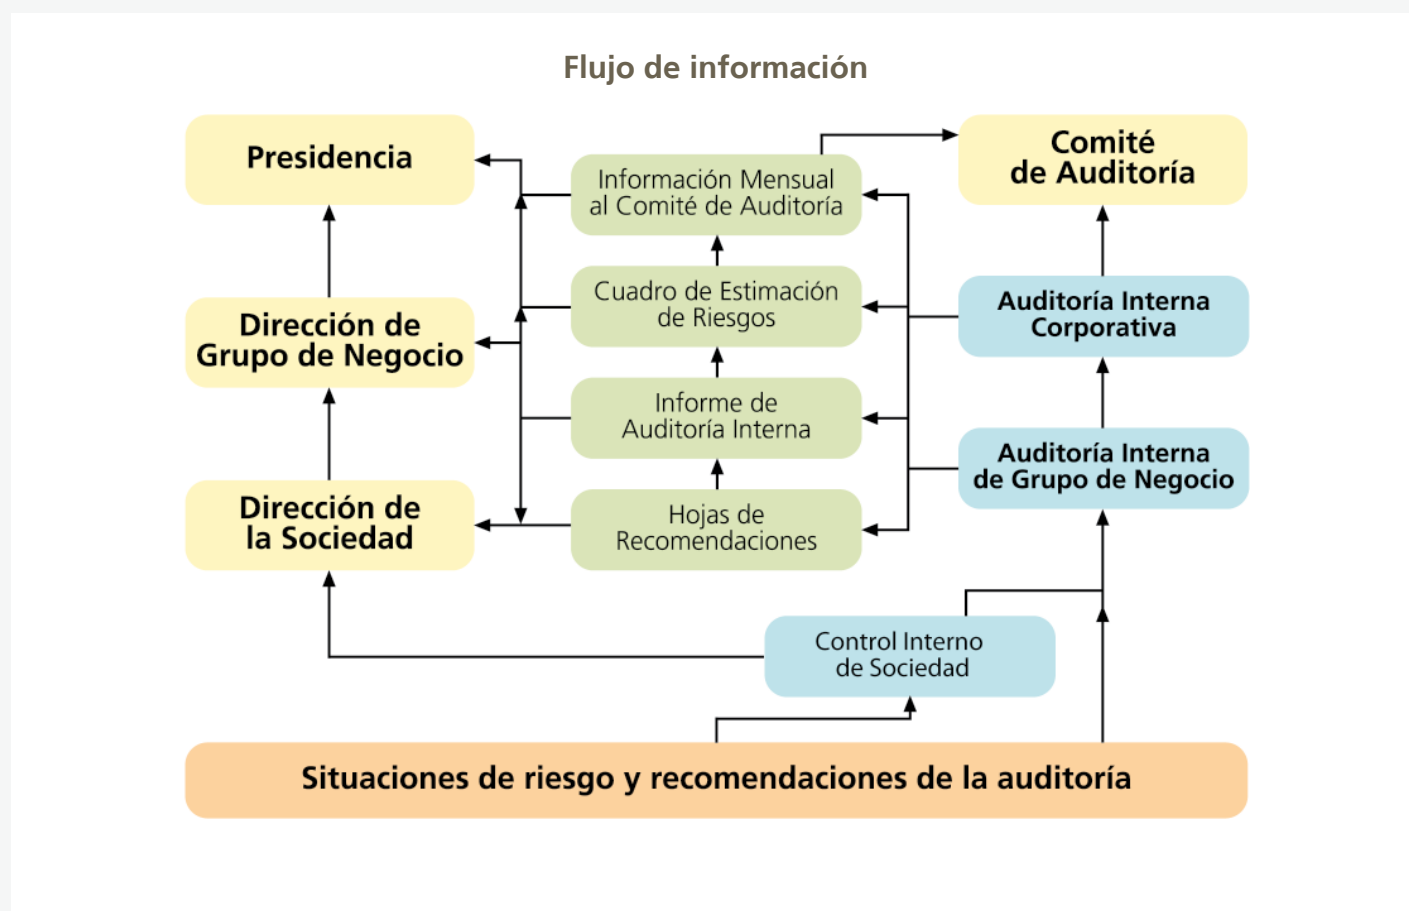 Flujo de información
Presidencia
Comité
de Auditoría
Información Mensual
al Comité de Auditoría
Cuadro de Estimación
de Riesgos
Auditoría Interna
Corporativa
Dirección de
Grupo de Negocio
Informe de
Auditoría Interna
Auditoría Interna
de Grupo de Negocio
Dirección de
la Sociedad
Hojas de
Recomendaciones
Control Interno
de Sociedad
Situaciones de riesgo y recomendaciones de la auditoría